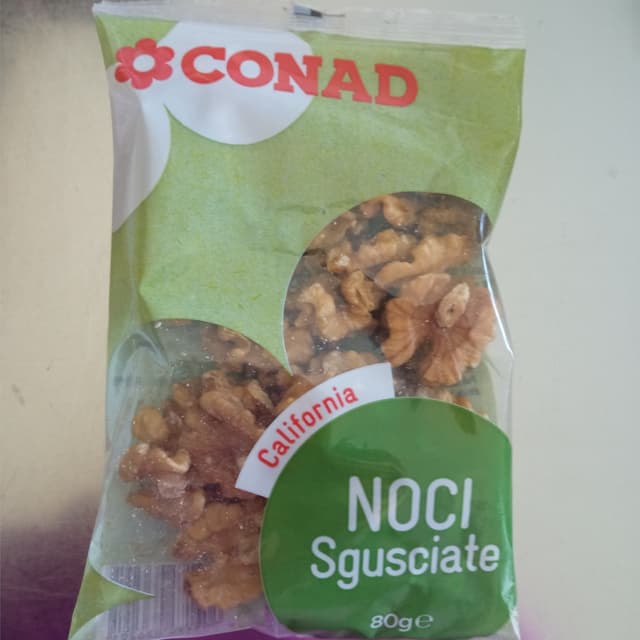 CONAD
California
NOCI
Sgusciate
80g℮